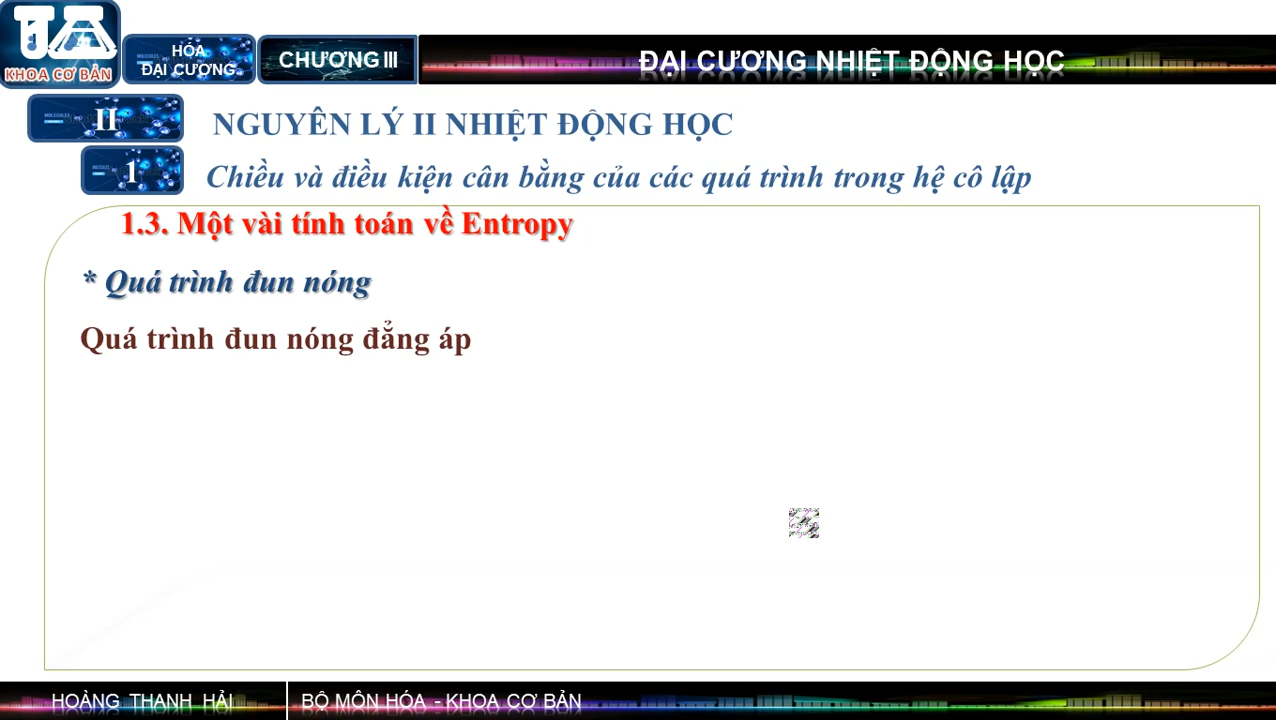 KHOA CƠ BẢN
HÓA
ĐẠI CƯƠNG
CHƯƠNG III
ĐẠI CƯƠNG NHIỆT ĐỘNG HỌC
II
NGUYÊN LÝ II NHIỆT ĐỘNG HỌC
1
Chiều và điều kiện cân bằng của các quá trình trong hệ cô lập
1.3. Một vài tính toán về Entropy
* Quá trình đun nóng
Quá trình đun nóng đẳng áp
HOÀNG THANH HẢI
BỘ MÔN HÓA - KHOA CƠ BẢN